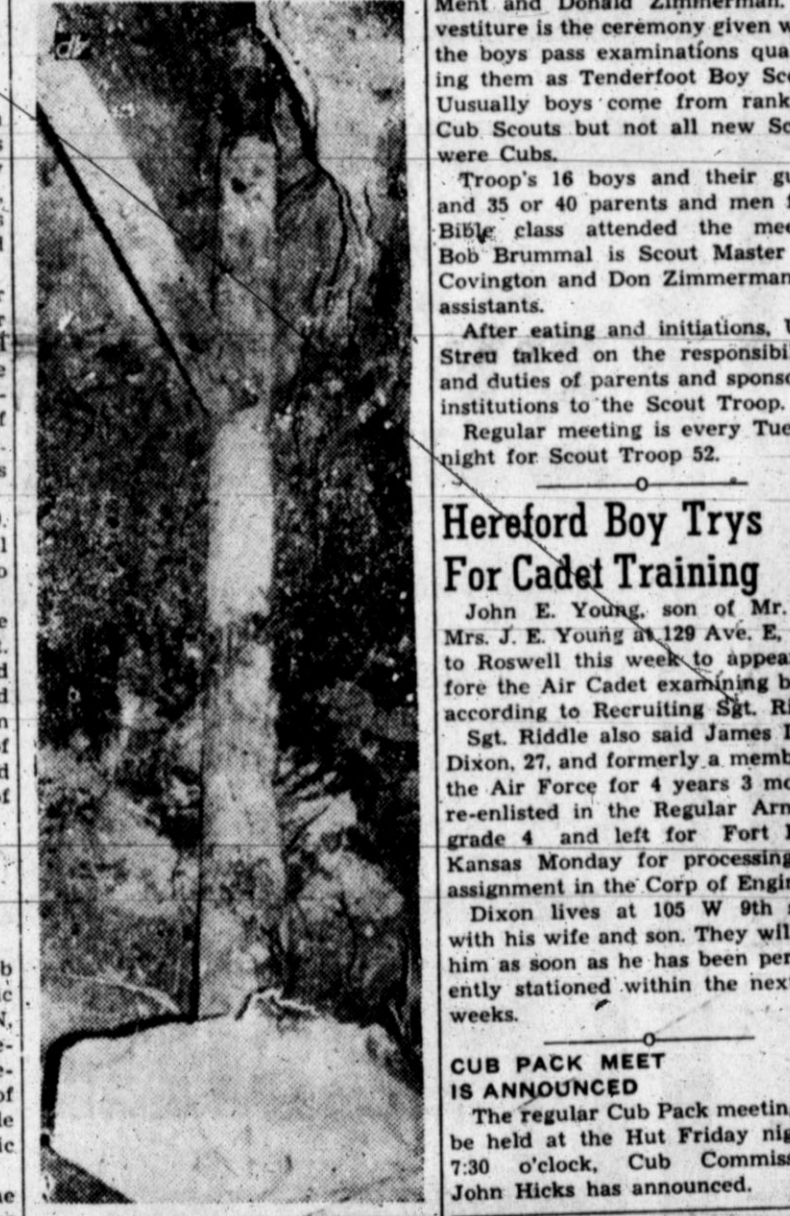 Ment and Donald Zimmerman.
vestiture is the ceremony given w
the boys pass examinations qua
ing them as Tenderfoot Boy Sco
Uusually boys come from rank
Cub Scouts but not all new Sc
were Cubs.
Troop's 16 boys and their gu
and 35 or 40 parents and men f
Bible class attended the mee
Bob Brummal is Scout Master
Covington and Don Zimmerman
assistants.
After eating and initiations, U
Streu talked on the responsibil
and duties of parents and sponso
institutions to the Scout Troop.
Regular meeting is every Tue
night for Scout Troop 52.
Hereford Boy Trys
For Cadet Training
John E. Young, son of Mr.
Mrs. J. E. Young at 129 Ave. E,
to Roswell this week to appea
fore the Air Cadet examining b
according to Recruiting Sgt. Ri
Sgt. Riddle also said James
Dixon, 27, and formerly a memb
the Air Force for 4 years 3 mo
re-enlisted in the Regular Arm
grade 4 and left for Fort
Kansas Monday for processing
assignment in the Corp of Engin
Dixon lives at 105 W 9th s
with his wife and son. They will
him as soon as he has been per
ently stationed within the nex
weeks.
CUB PACK MEET
IS ANNOUNCED
The regular Cub Pack meetin
be held at the Hut Friday nig
7:30 o'clock, Cub Commiss
John Hicks has announced.